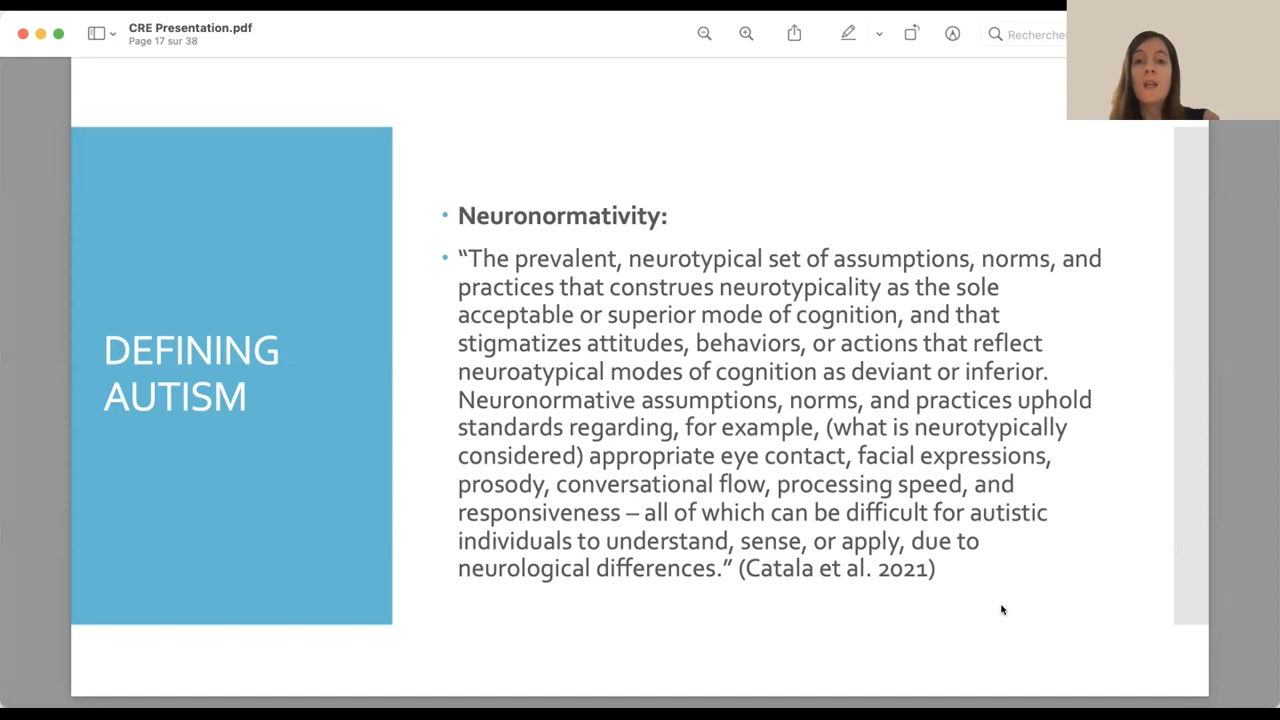 CRE Presentation.pdf
Page 17 sur 38
Recherche
DEFINING
AUTISM
• Neuronormativity:
• “The prevalent, neurotypical set of assumptions, norms, and
practices that construes neurotypicality as the sole
acceptable or superior mode of cognition, and that
stigmatizes attitudes, behaviors, or actions that reflect
neuroatypical modes of cognition as deviant or inferior.
Neuronormative assumptions, norms, and practices uphold
standards regarding, for example, (what is neurotypically
considered) appropriate eye contact, facial expressions,
prosody, conversational flow, processing speed, and
responsiveness – all of which can be difficult for autistic
individuals to understand, sense, or apply, due to
neurological differences.” (Catala et al. 2021)